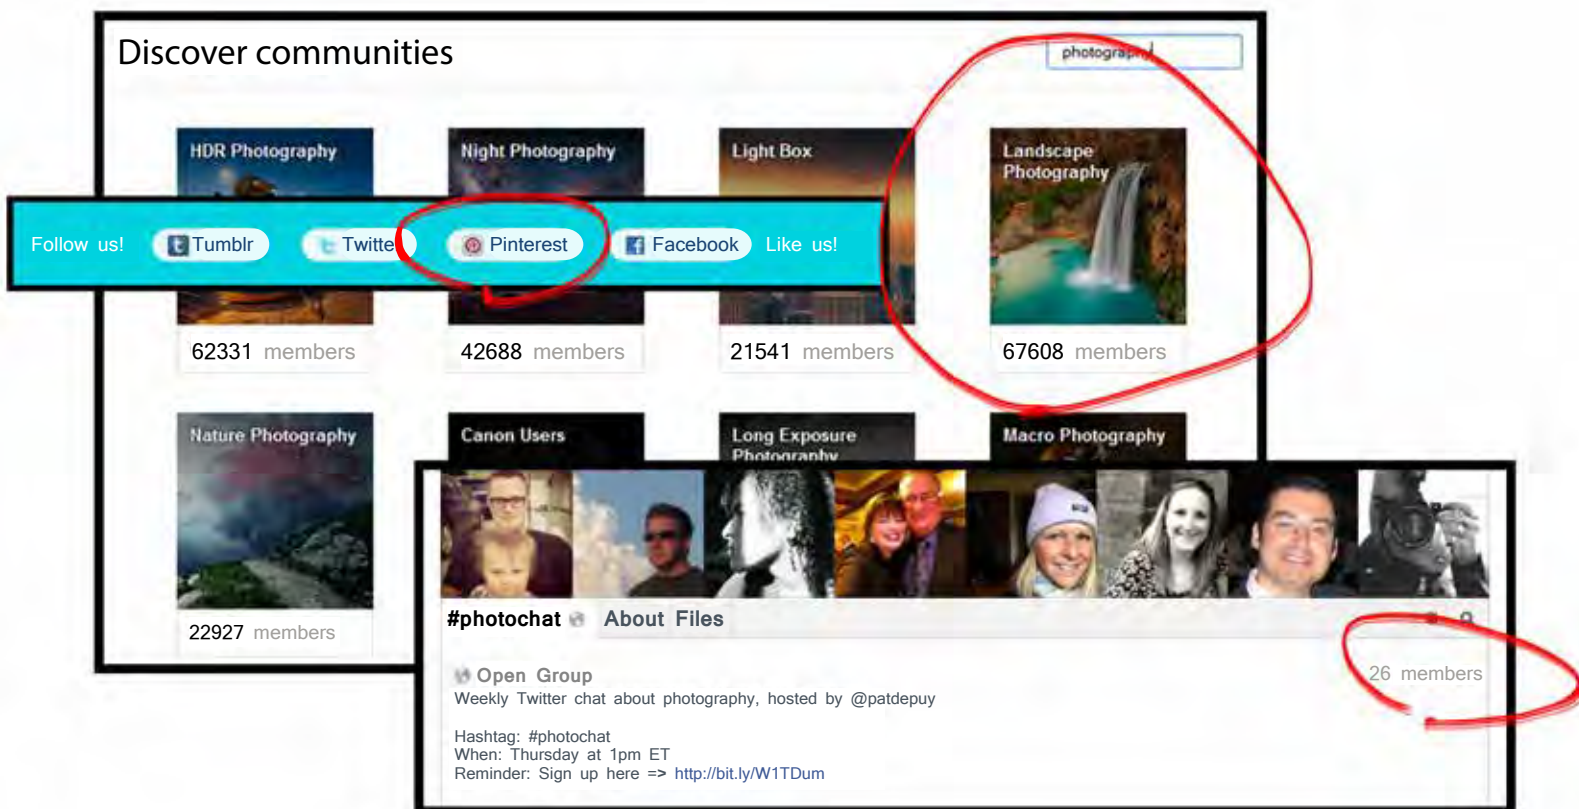 Discover communities
photography
HDR Photography
Night Photography
Light Box
Landscape
Photography
Follow us!
Tumblr
Twitte
Pinterest
Facebook
Like us!
62331 members
42688 members
21541 members
67608 members
Nature Photography
Canon Users
Long Exposure
Photography
Macro Photography
22927 members
#photochat
About Files
Open Group
26 members
Weekly Twitter chat about photography, hosted by @patdepuy
Hashtag: #photochat
When: Thursday at 1pm ET
Reminder: Sign up here => http://bit.ly/W1TDum